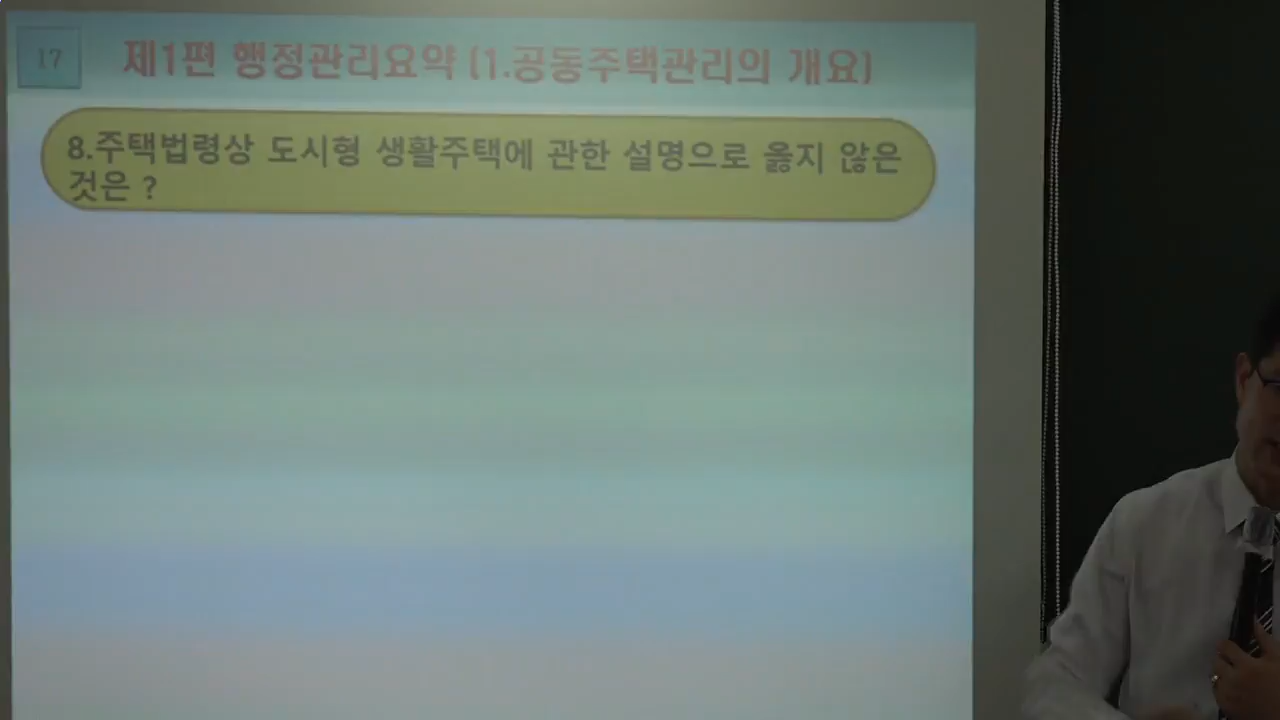 17
제1편 행정관리요약 (1.공동주택관리의 개요)
8.주택법령상 도시형 생활주택에 관한 설명으로 옳지 않은
것은 ?